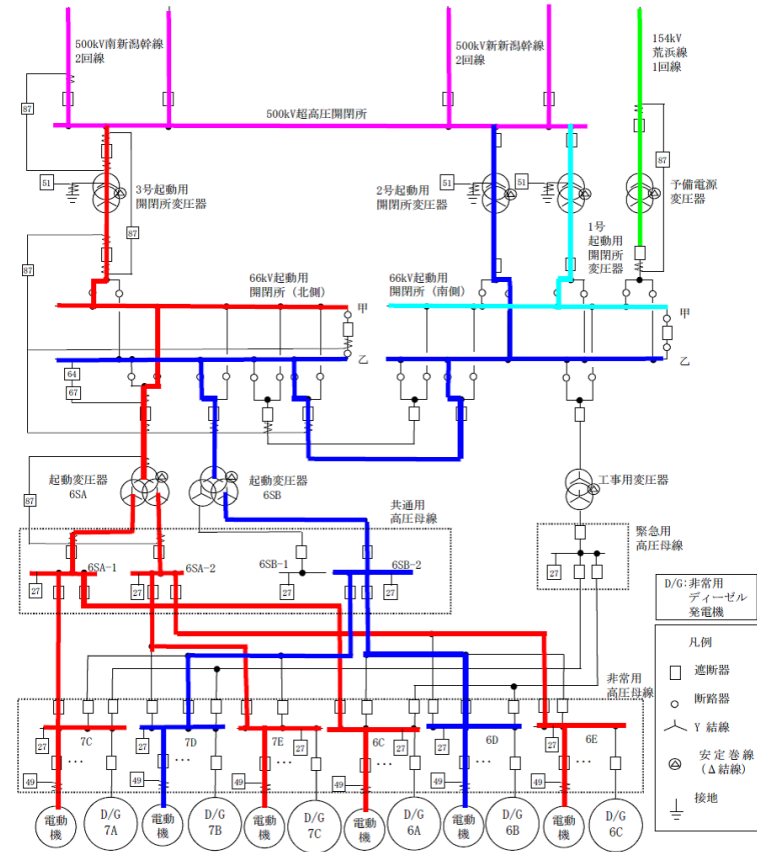 500kV南新潟幹線
2回線
500kV新新潟幹線
2回線
154kV
荒浜線
1回線
87
500kV超高圧開閉所
87
51
3号起動用
開閉所変圧器
51
2号起動用
開閉所変圧器
51
予備電源
変圧器
1号
起動用
開閉所
変圧器
87
87
66kV起動用
開閉所（北側）
66kV起動用
開閉所（南側）
甲
甲
乙
乙
64
67
起動変圧器
6SA
起動変圧器
6SB
工事用変圧器
87
共通用
高圧母線
緊急用
高圧母線
6SA-1
6SA-2
6SB-1
6SB-2
27
27
27
27
27
D/G:非常用
ディーゼル
発電機
凡例
遮断器
断路器
Y 結線
安定巻線
(Δ結線)
接地
非常用
高圧母線
7C
7D
7E
6C
6D
6E
27
27
27
27
27
27
49
49
49
49
49
49
電動
機
D/G
7A
電動
機
D/G
7B
電動
機
D/G
7C
電動
機
D/G
6A
電動
機
D/G
6B
電動
機
D/G
6C